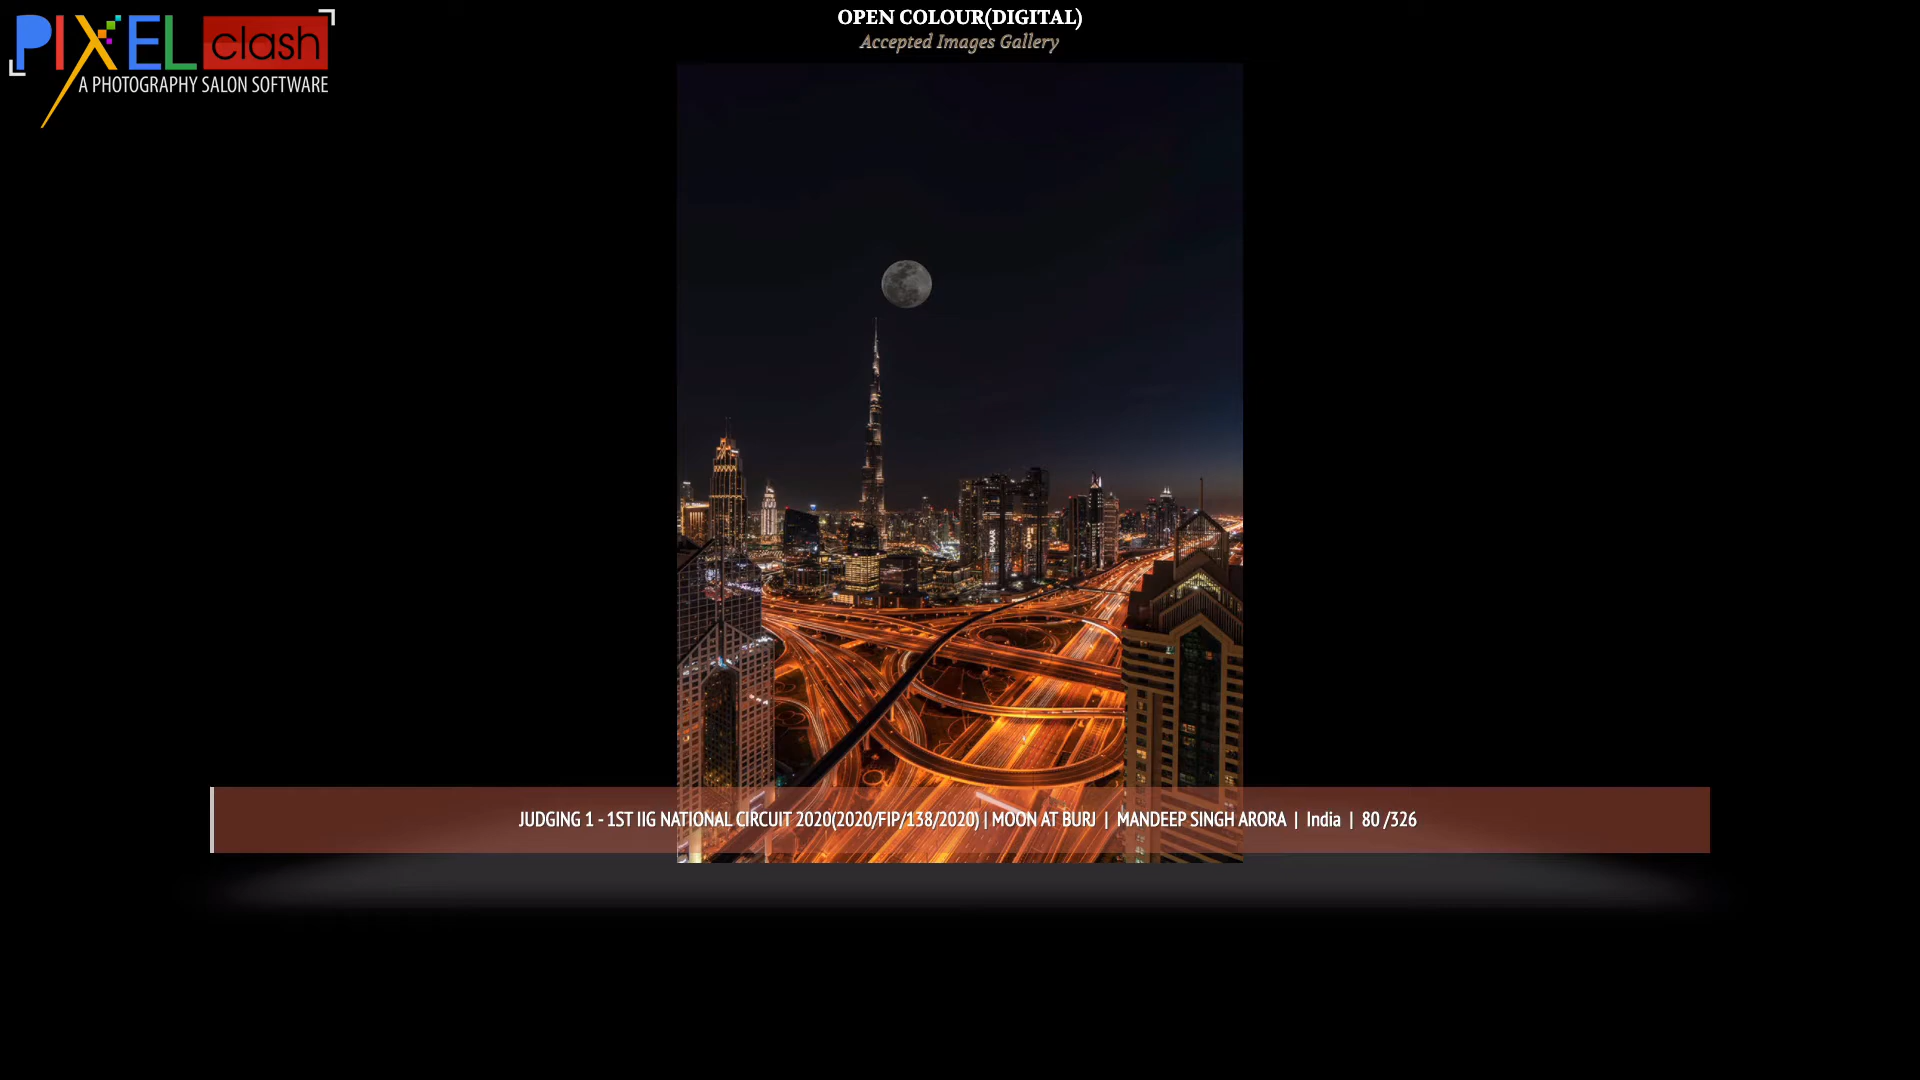 PIXEL clash
A PHOTOGRAPHY SALON SOFTWARE
OPEN COLOUR(DIGITAL)
Accepted Images Gallery
JUDGING 1 - 1ST IIG NATIONAL CIRCUIT 2020(2020/FIP/138/2020) | MOON AT BURJ | MANDEEP SINGH ARORA | India | 80 /326